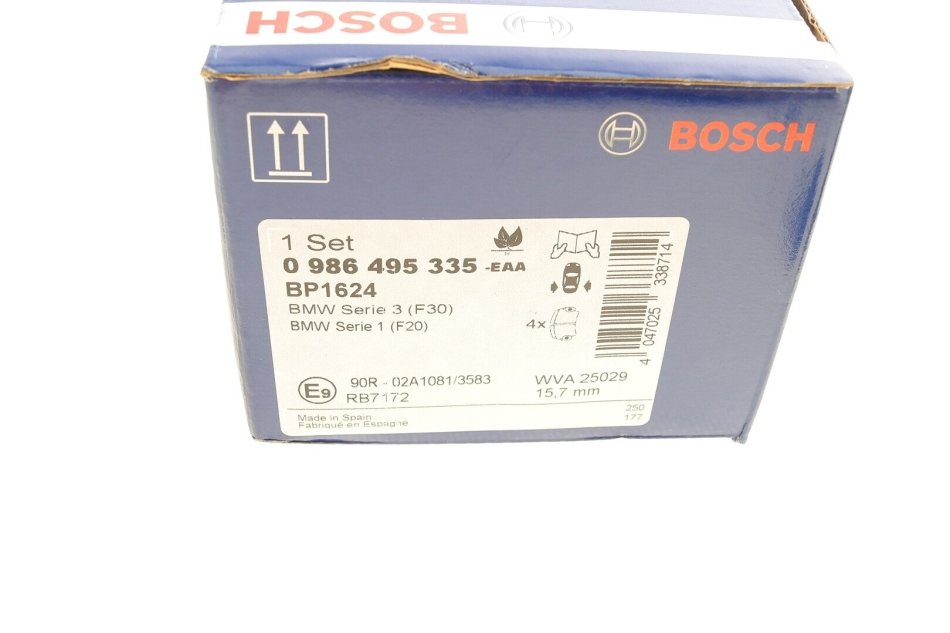 BOSCH
BOSCH
1 Set
0 986 495 335 -EAA
BP1624
BMW Serie 3 (F30)
BMW Serie 1 (F20)
4x
4 047025 338714
E9
90R - 02A1081/3583
RB7172
WVA 25029
15,7 mm
Made in Spain
Fabriqué en Espagne
250
177